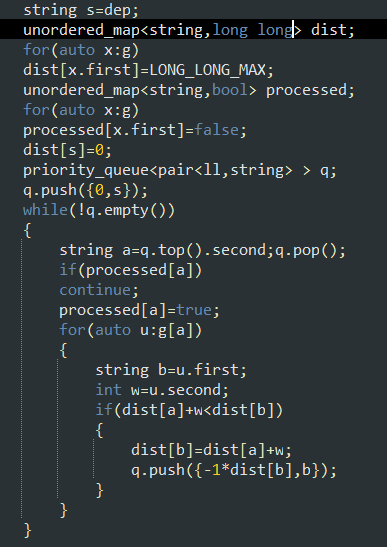 string s=dep;
unordered_map<string,long long> dist;
for(auto x:g)
dist[x.first]=LONG_LONG_MAX;
unordered_map<string,bool> processed;
for(auto x:g)
processed[x.first]=false;
dist[s]=0;
priority_queue<pair<ll,string> > q;
q.push({0,s});
while(!q.empty())
{
string a=q.top().second;q.pop();
if(processed[a])
continue;
processed[a]=true;
for(auto u:g[a])
{
string b=u.first;
int w=u.second;
if(dist[a]+w<dist[b])
{
dist[b]=dist[a]+w;
q.push({-1*dist[b],b});
}
}
}